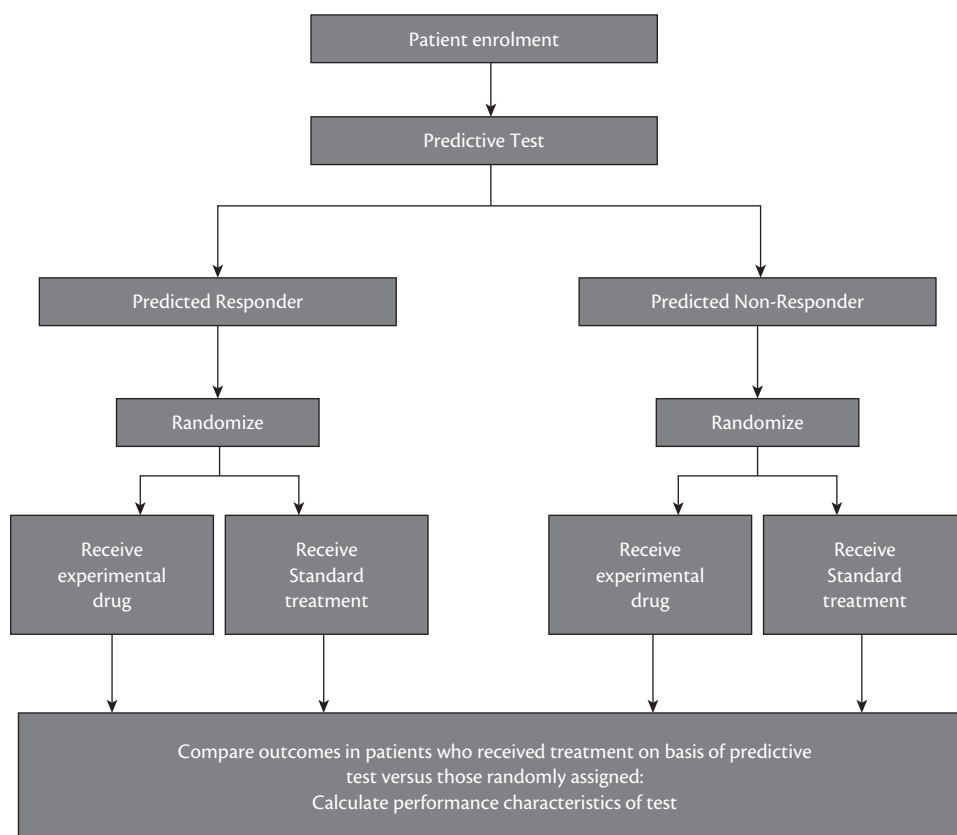 Patient enrolment
Predictive Test
Predicted Responder
Predicted Non-Responder
Randomize
Randomize
Receive
experimental
drug
Receive
Standard
treatment
Receive
experimental
drug
Receive
Standard
treatment
Compare outcomes in patients who received treatment on basis of predictive
test versus those randomly assigned:
Calculate performance characteristics of test